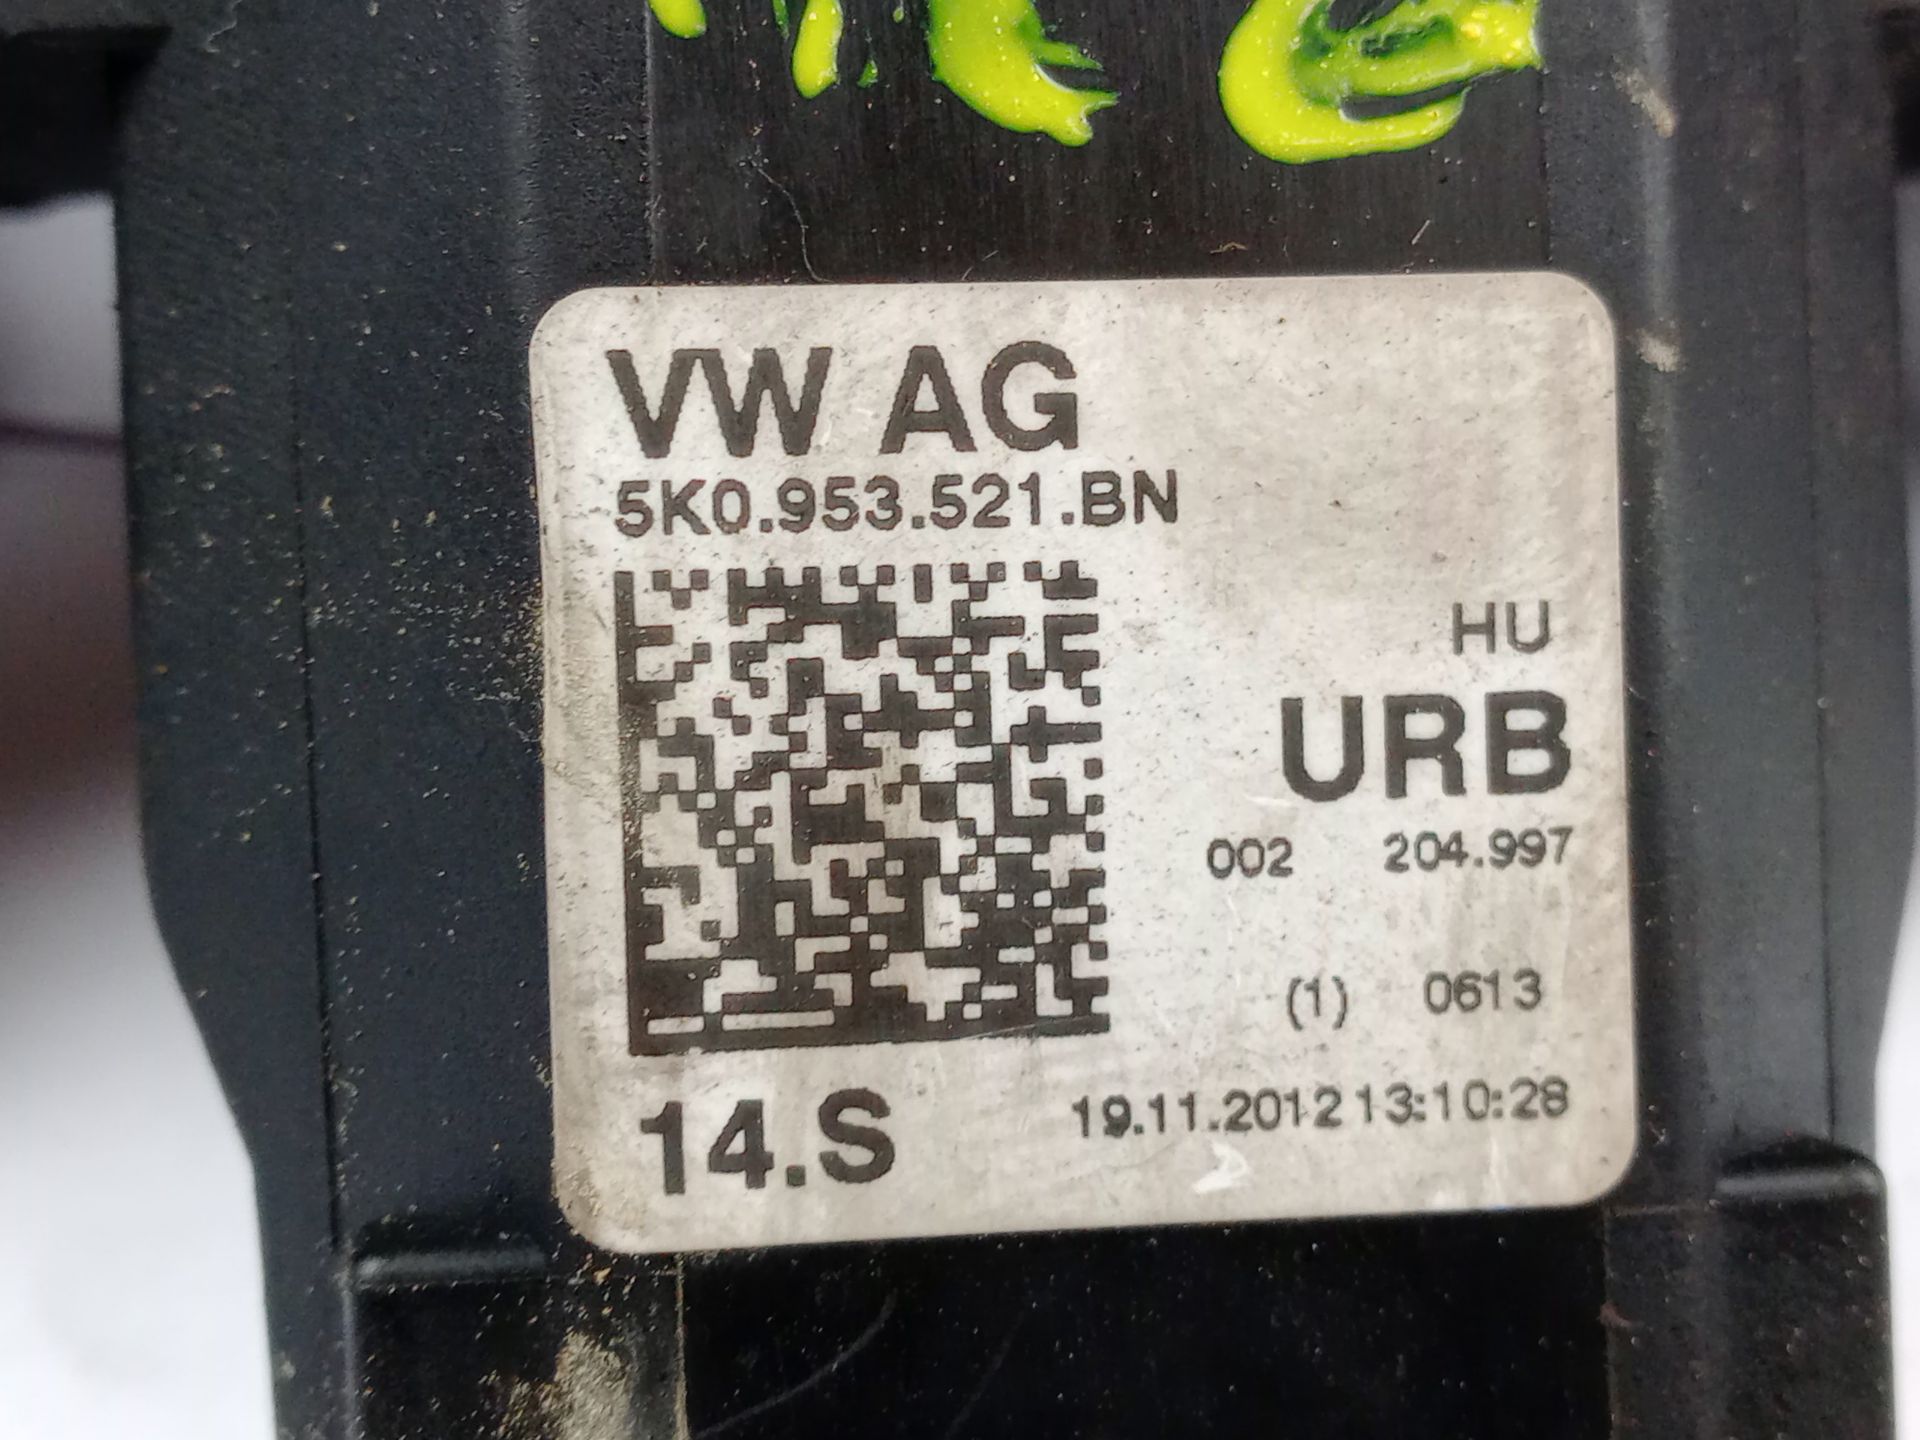 VW AG
5K0.953.521.BN
HU
URB
002 204.997
(1) 0613
14.S 19.11.2012 13:10:28